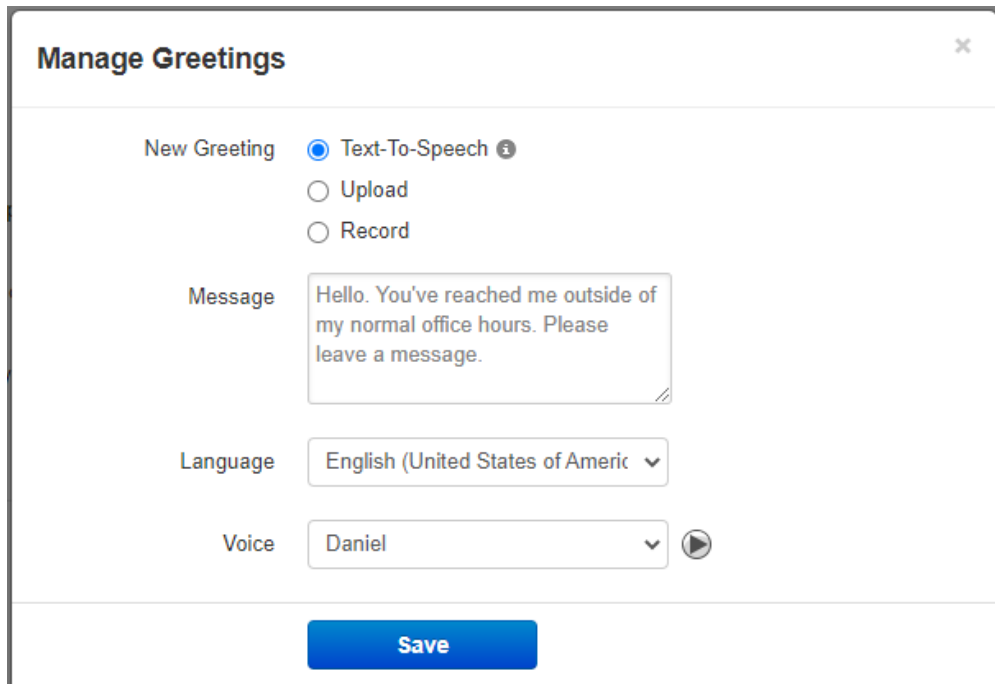 Manage Greetings
×
New Greeting
Text-To-Speech
Upload
Record
Message
Hello. You've reached me outside of
my normal office hours. Please
leave a message.
Language
English (United States of Americ
Voice
Daniel
Save